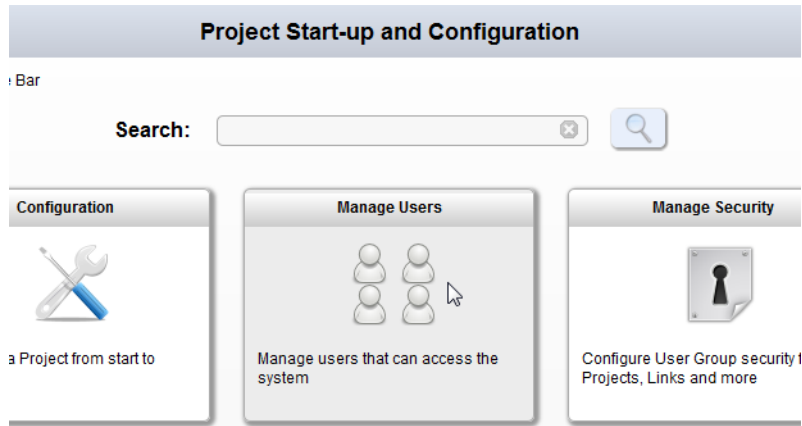 Project Start-up and Configuration
Bar
Search:
Configuration
Manage Users
Manage Security
a Project from start to
Manage users that can access the
system
Configure User Group security
Projects, Links and more